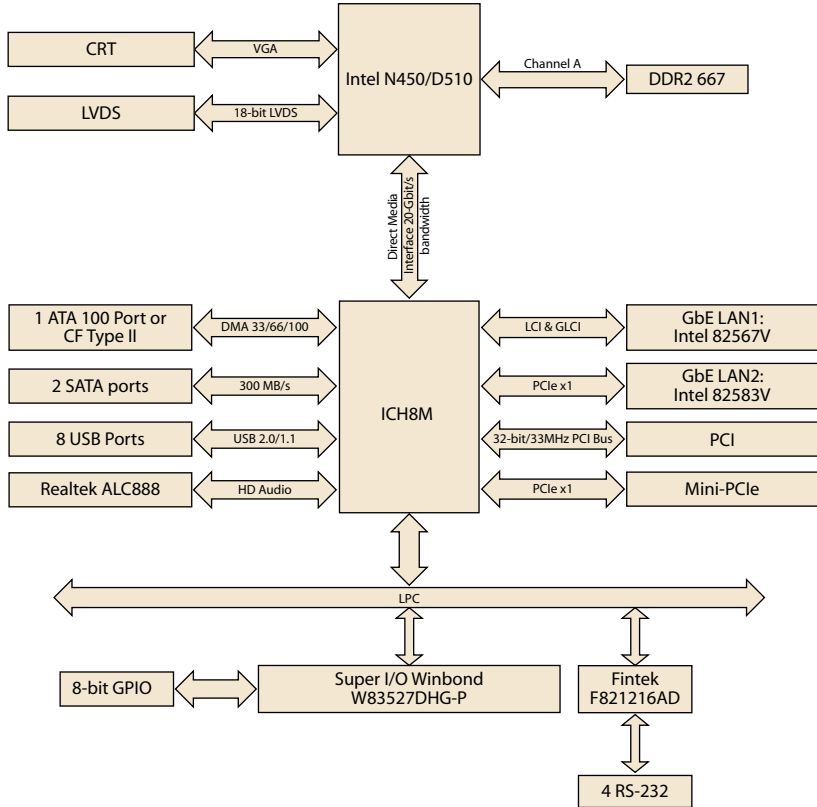 CRT
VGA
Intel N450/D510
Channel A
DDR2 667
LVDS
18-bit LVDS
Direct Media
Interface 20-Gbit/s
bandwidth
1 ATA 100 Port or
CF Type II
DMA 33/66/100
ICH8M
LCI & GLCI
GbE LAN1:
Intel 82567V
2 SATA ports
300 MB/s
PCIe x1
GbE LAN2:
Intel 82583V
8 USB Ports
USB 2.0/1.1
32-bit/33MHz PCI Bus
PCI
Realtek ALC888
HD Audio
PCIe x1
Mini-PCIe
LPC
8-bit GPIO
Super I/O Winbond
W83527DHG-P
Fintek
F821216AD
4 RS-232